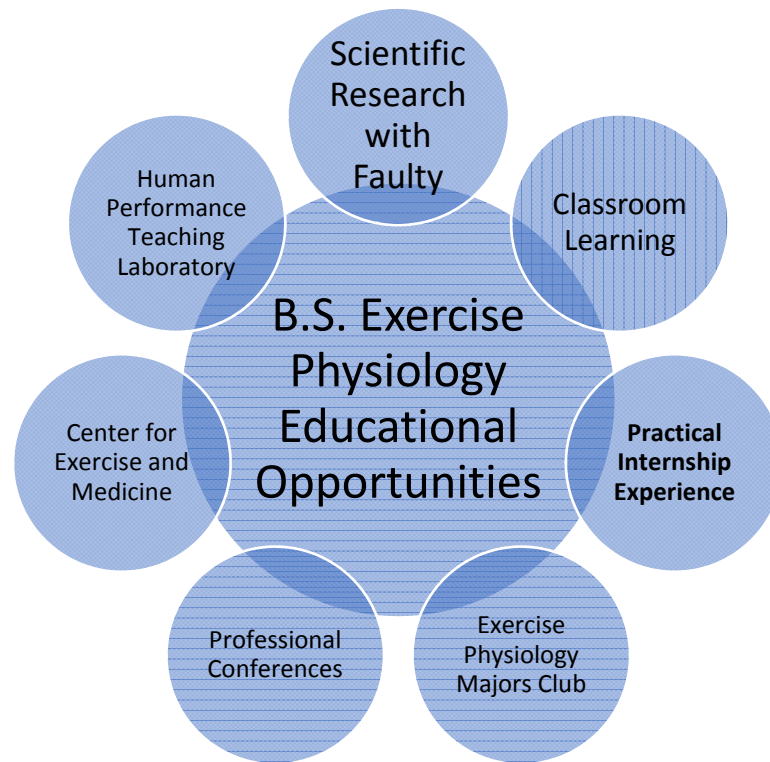 Scientific
Research
with
Faulty
Classroom
Learning
Practical
Internship
Experience
Exercise
Physiology
Majors Club
Professional
Conferences
Center for
Exercise and
Medicine
Human
Performance
Teaching
Laboratory
B.S. Exercise
Physiology
Educational
Opportunities